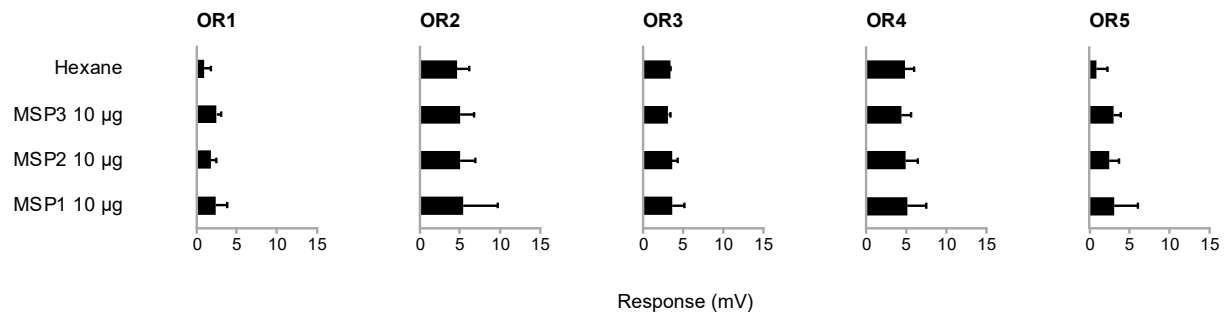 OR1 OR2 OR3 OR4 OR5
Hexane
MSP3 10 µg
MSP2 10 µg
MSP1 10 µg
0 5 10 15 0 5 10 15 0 5 10 15 0 5 10 15 0 5 10 15
Response (mV)